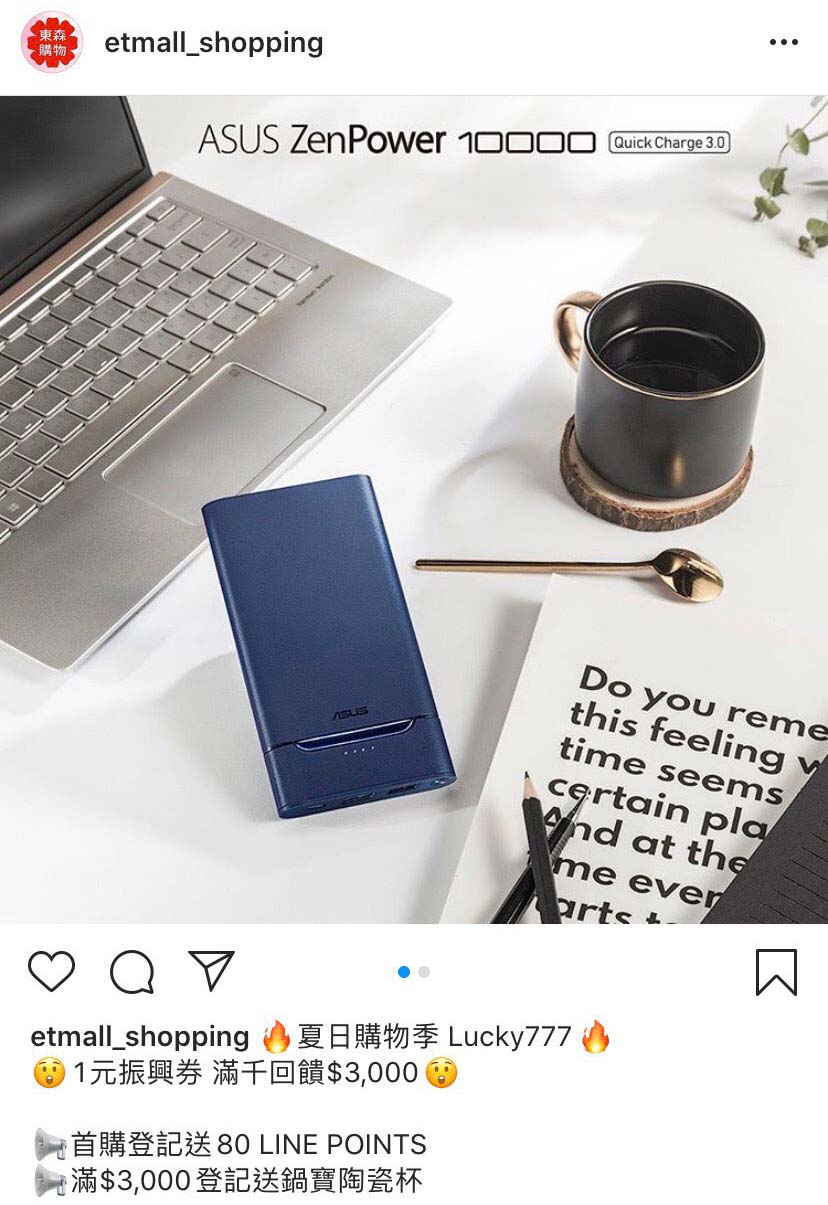 東森
購物
etmall_shopping
ASUS ZenPower 10000 Quick Charge 3.0
harman/kardon
ASUS
Do you reme
this feeling w
time seems
certain pla
And at the
me ever
arts t
etmall_shopping 🔥夏日購物季 Lucky777🔥
😲1元振興券 滿千回饋$3,000😲
📢首購登記送80 LINE POINTS
📢滿$3,000登記送鍋寶陶瓷杯